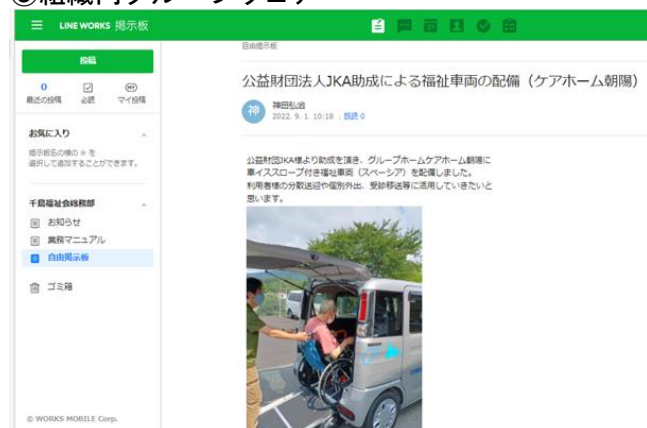 LINE WORKS 掲示板
投稿
0
最近の投稿 必読 マイ投稿
お気に入り
掲示板名の横の☆を
選択して追加することができます。
千鳥福祉会総務部
お知らせ
業務マニュアル
自由掲示板
ゴミ箱
© WORKS MOBILE Corp.
自由掲示板
公益財団法人JKA助成による福祉車両の配備（ケアホーム朝陽）
神
神田弘治
2022. 9. 1. 10:18 既読 0
公益財団JKA様より助成を頂き、グループホームケアホーム朝陽に
車イススロープ付き福祉車両（スペーシア）を配備しました。
利用者様の分散送迎や個別外出、受診移送等に活用していきたいと
思います。